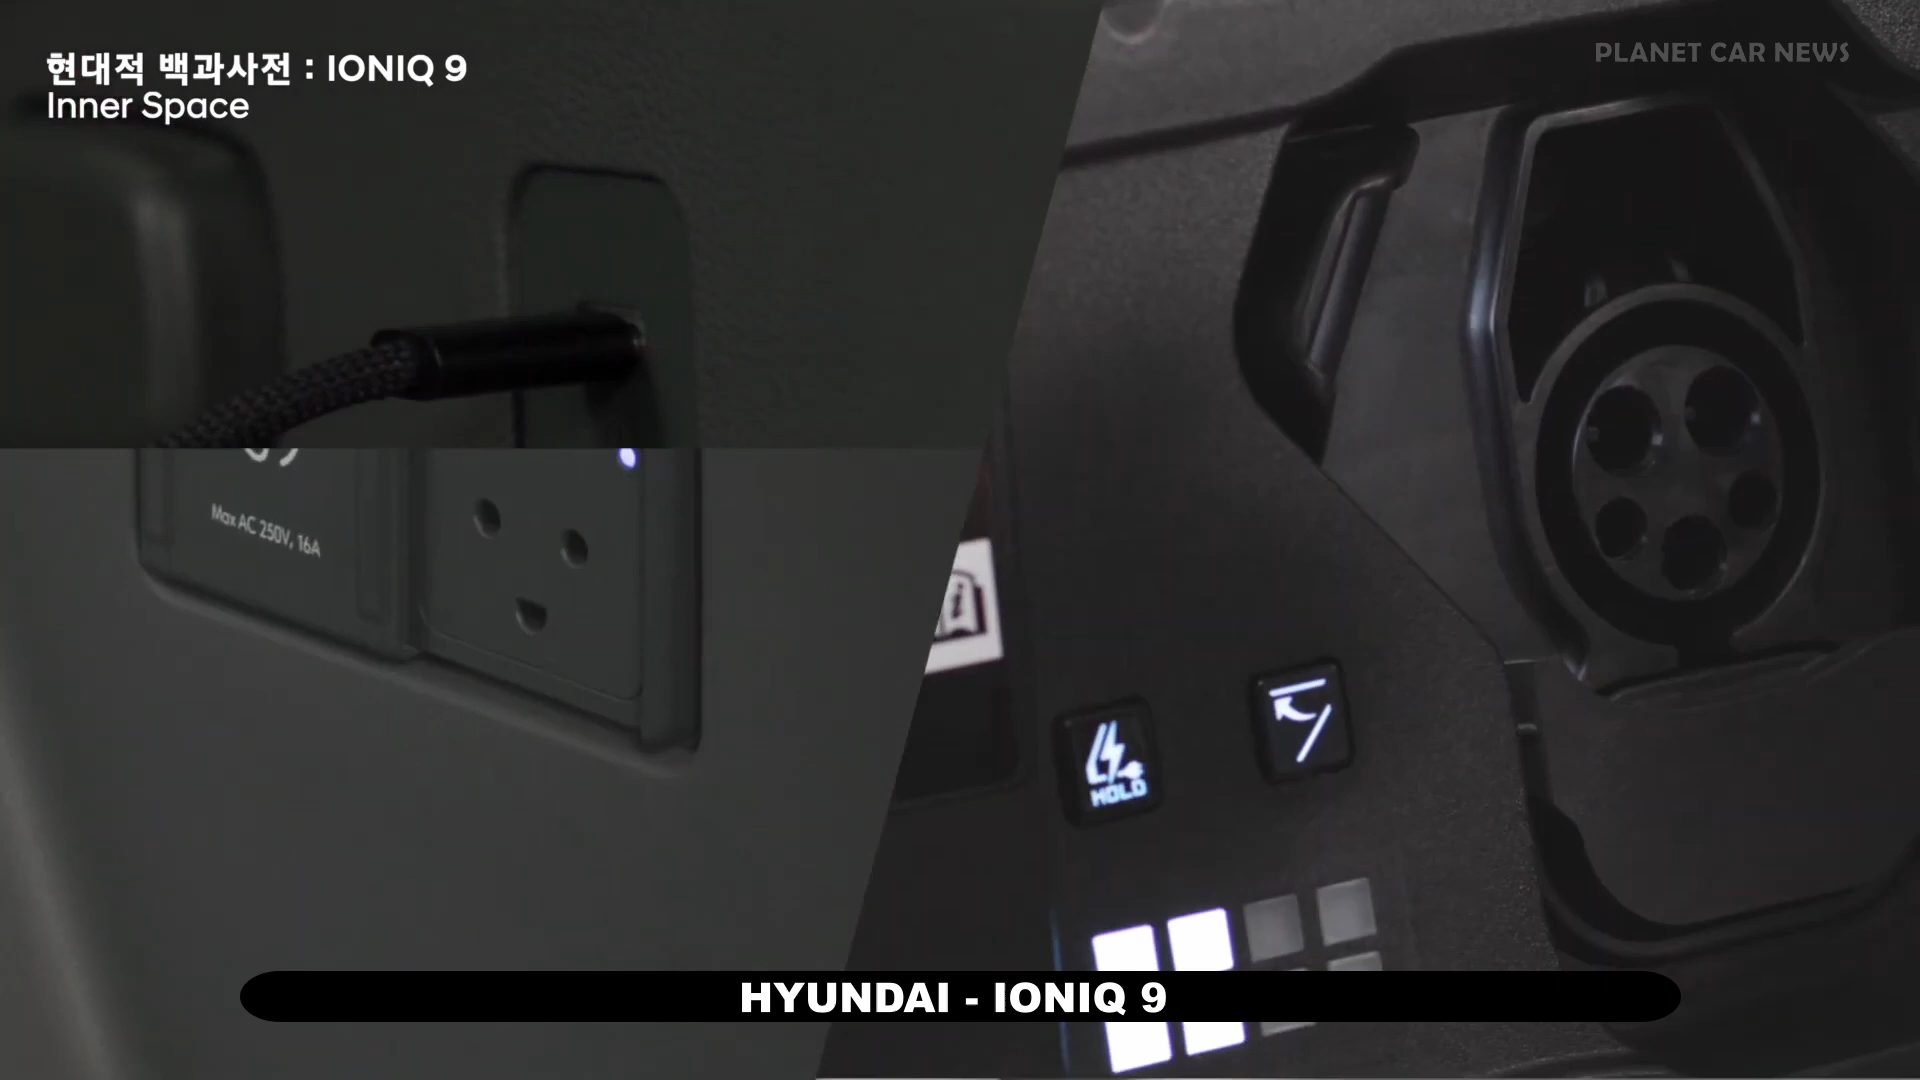 현대적 백과사전 : IONIQ 9
Inner Space
PLANET CAR NEWS
Max AC 250V, 16A
i
HOLD
HYUNDAI - IONIQ 9